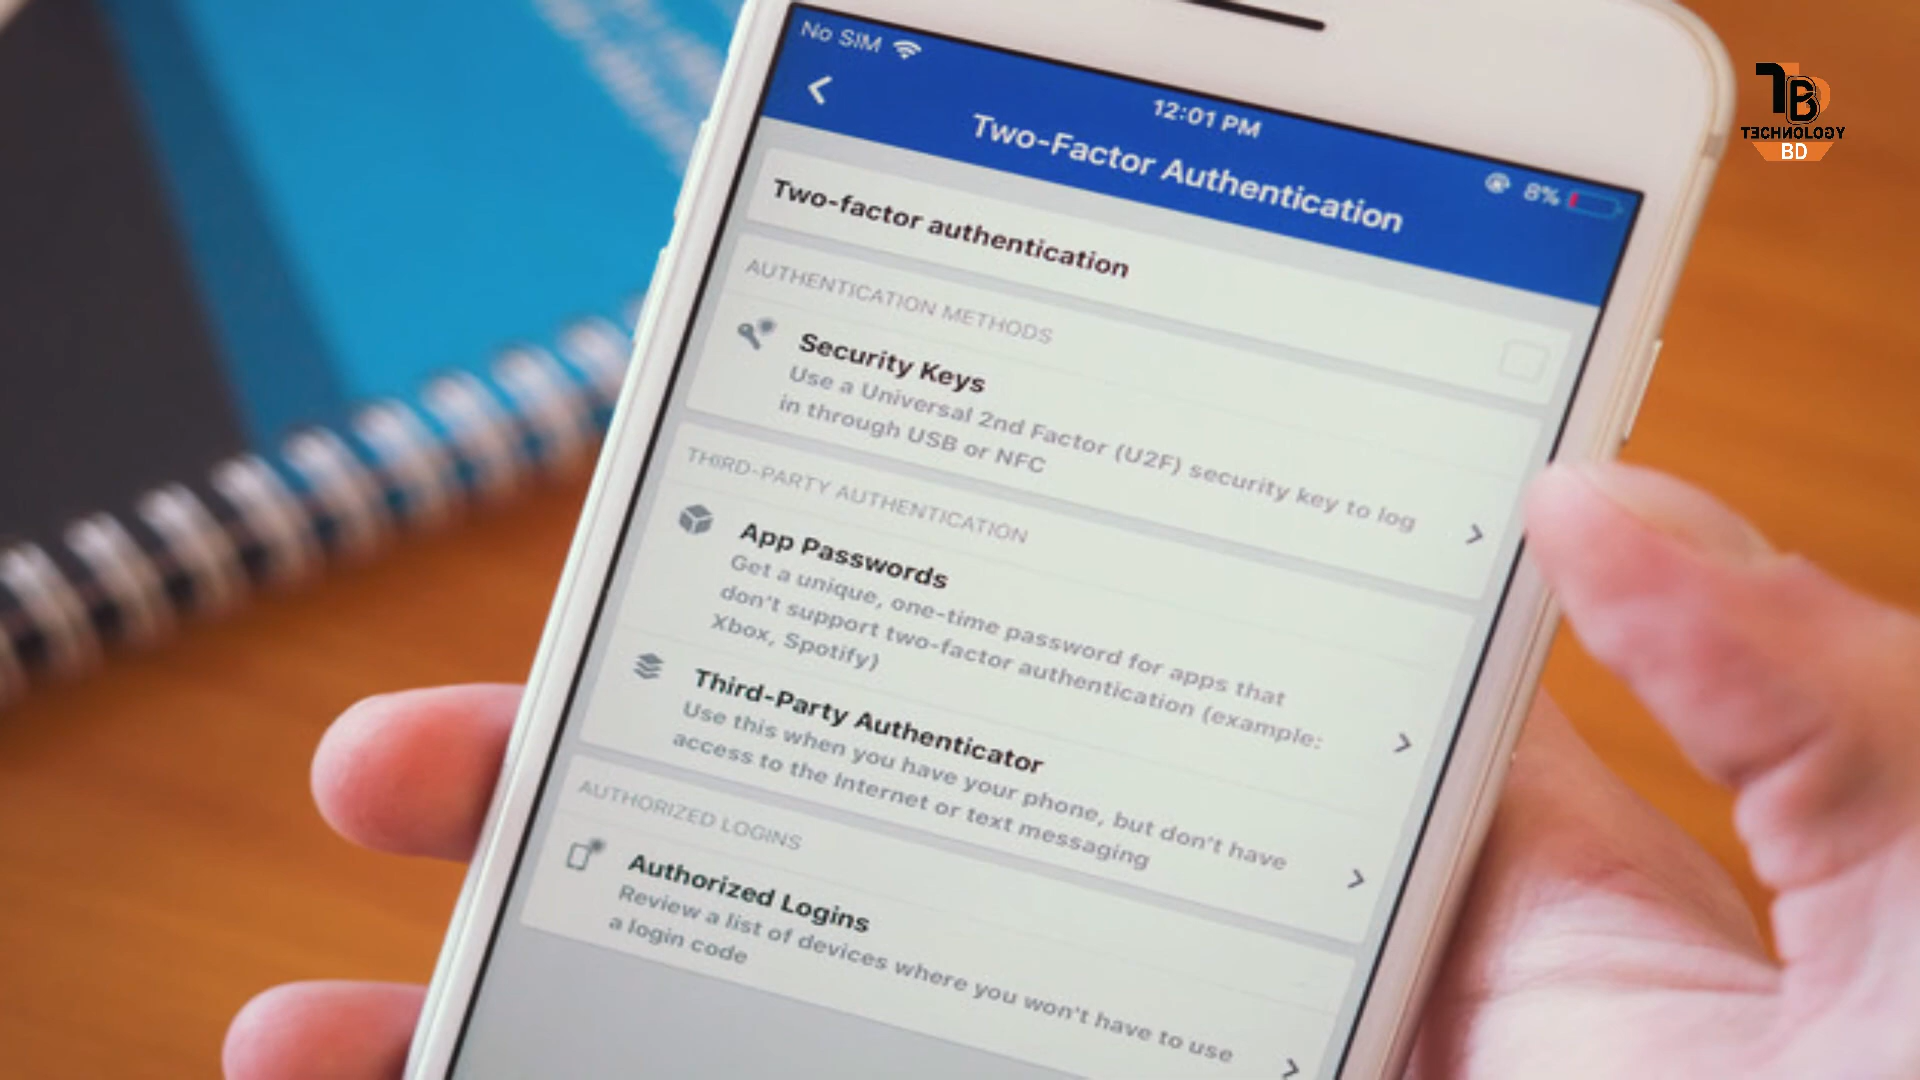 No SIM
12:01 PM
8%
Two-Factor Authentication
Two-factor authentication
AUTHENTICATION METHODS
Security Keys
Use a Universal 2nd Factor (U2F) security key to log
in through USB or NFC
THIRD-PARTY AUTHENTICATION
App Passwords
Get a unique, one-time password for apps that
don't support two-factor authentication (example:
Xbox, Spotify)
Third-Party Authenticator
Use this when you have your phone, but don't have
access to the Internet or text messaging
AUTHORIZED LOGINS
Authorized Logins
Review a list of devices where you won't have to use
a login code
TB
TECHNOLOGY
BD